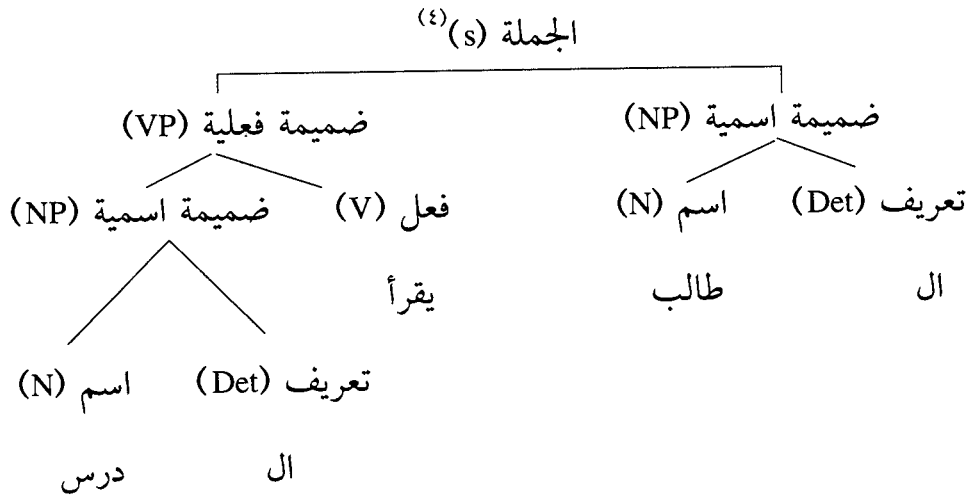 الجملة (s)(٤)
ضميمة اسمية (NP) ضميمة فعلية (VP)
تعريف (Det) اسم (N) فعل (V) ضميمة اسمية (NP)
ال طالب يقرأ
تعريف (Det) اسم (N)
ال درس